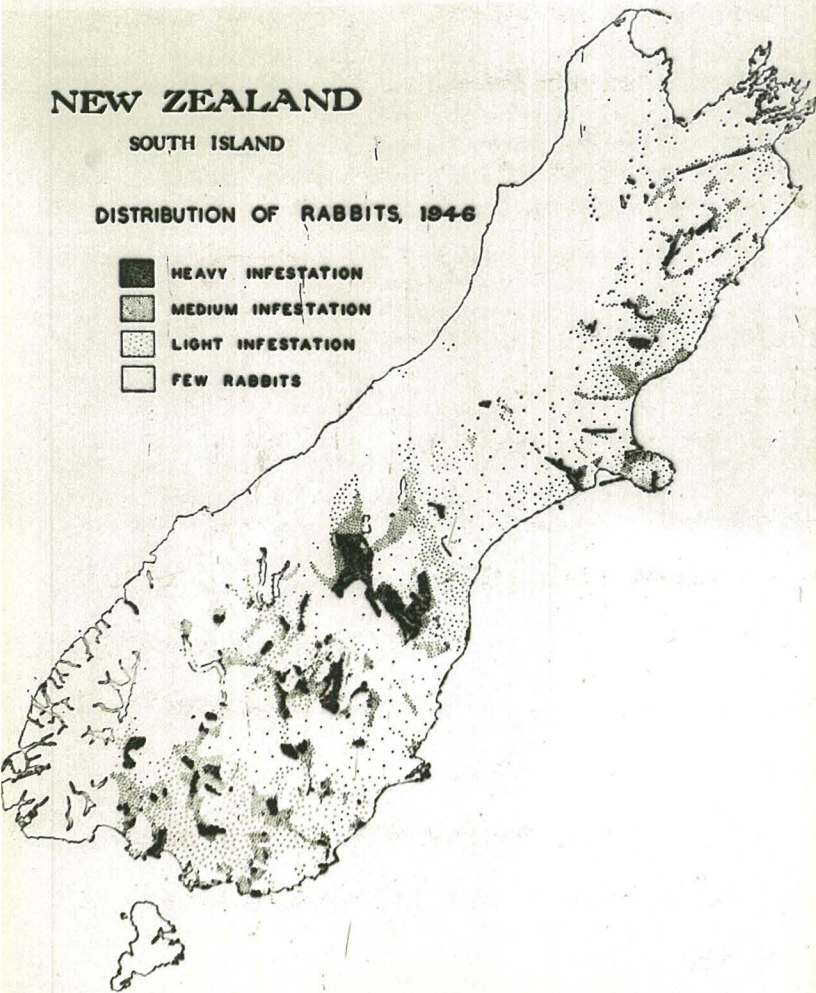 NEW ZEALAND
SOUTH ISLAND
DISTRIBUTION OF RABBITS, 1946
HEAVY INFESTATION
MEDIUM INFESTATION
LIGHT INFESTATION
FEW RABBITS